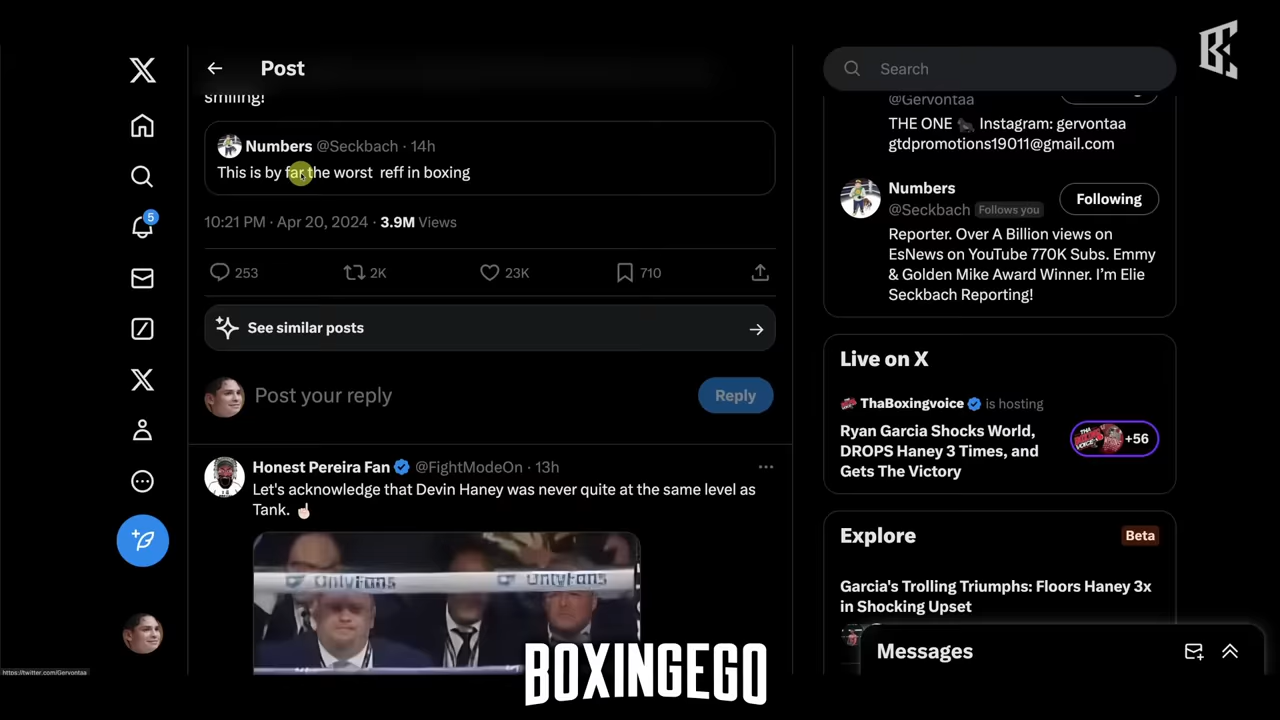 Post
smiling!
Numbers @Seckbach · 14h
This is by far the worst reff in boxing
10:21 PM · Apr 20, 2024 · 3.9M Views
253 2K 23K 710
See similar posts
Post your reply
Reply
Honest Pereira Fan @FightModeOn · 13h
Let's acknowledge that Devin Haney was never quite at the same level as
Tank. ☝🏻
OnlyFans OnlyFans
BOXINGEGO
5
https://twitter.com/Gervontaa
Search
@Gervontaa
THE ONE 🦍 Instagram: gervontaa
gtdpromotions19011@gmail.com
Numbers
@Seckbach Follows you
Following
Reporter. Over A Billion views on
EsNews on YouTube 770K Subs. Emmy
& Golden Mike Award Winner. I'm Elie
Seckbach Reporting!
Live on X
ThaBoxingvoice is hosting
Ryan Garcia Shocks World,
DROPS Haney 3 Times, and
Gets The Victory
+56
Explore
Beta
Garcia's Trolling Triumphs: Floors Haney 3x
in Shocking Upset
Messages